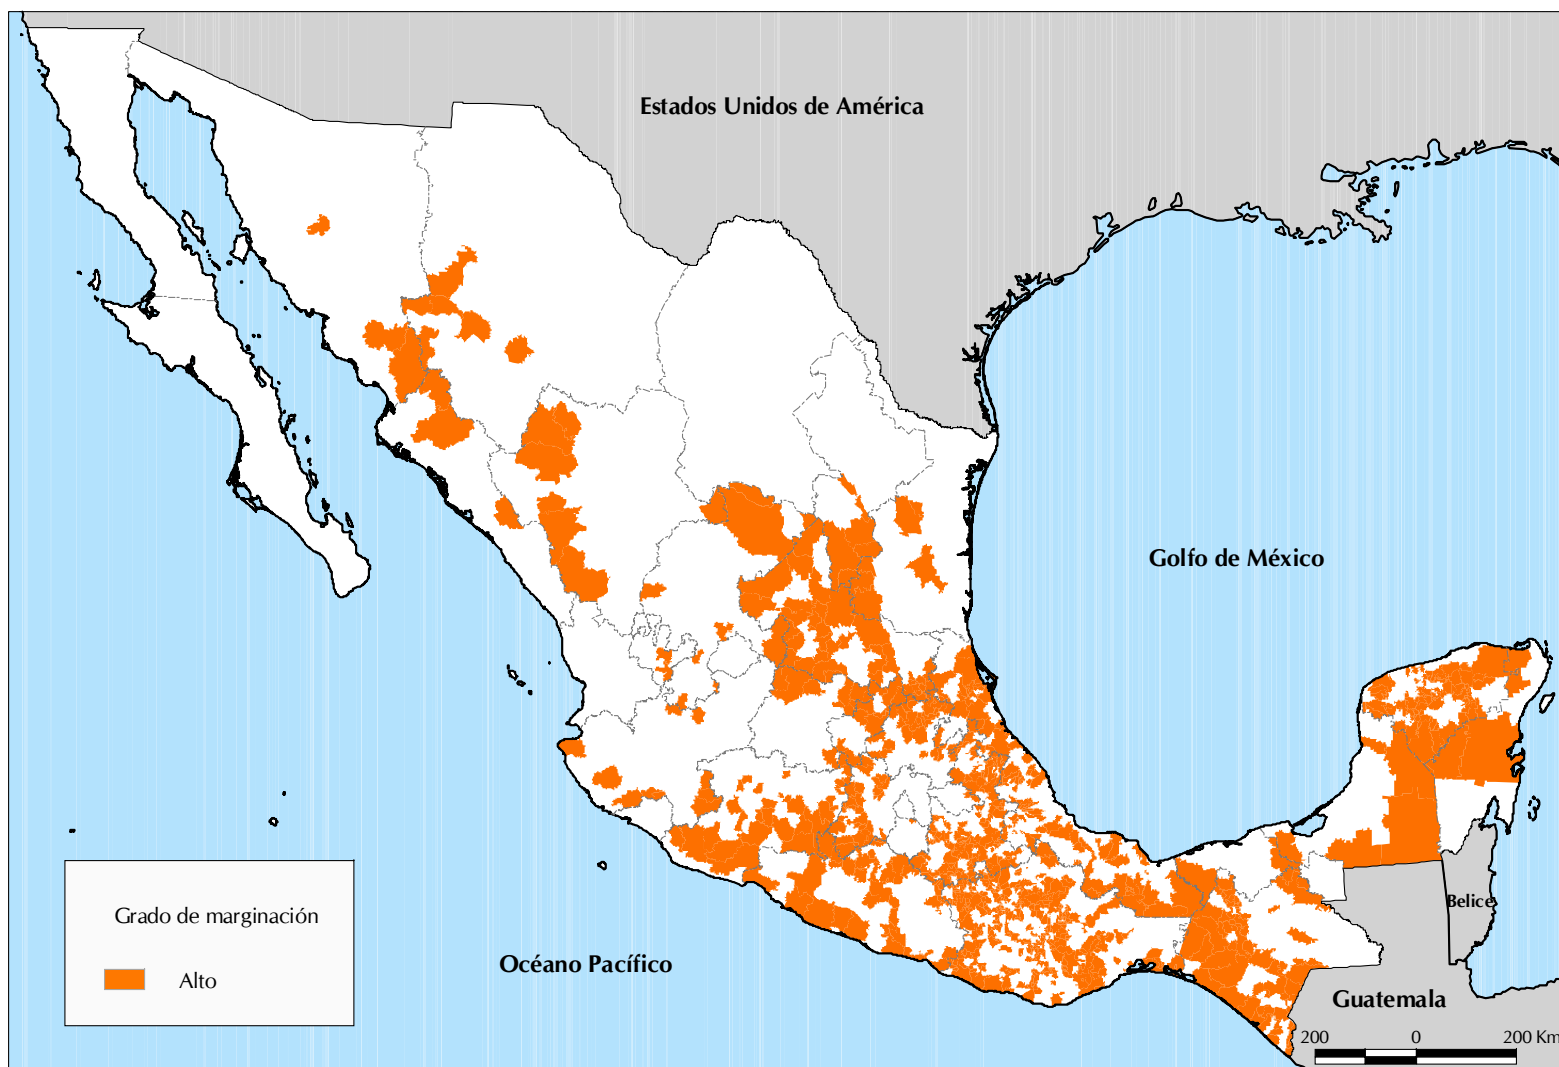 Estados Unidos de América
Golfo de México
Belice
Grado de marginación
Alto
Océano Pacífico
Guatemala
200 0 200 Km